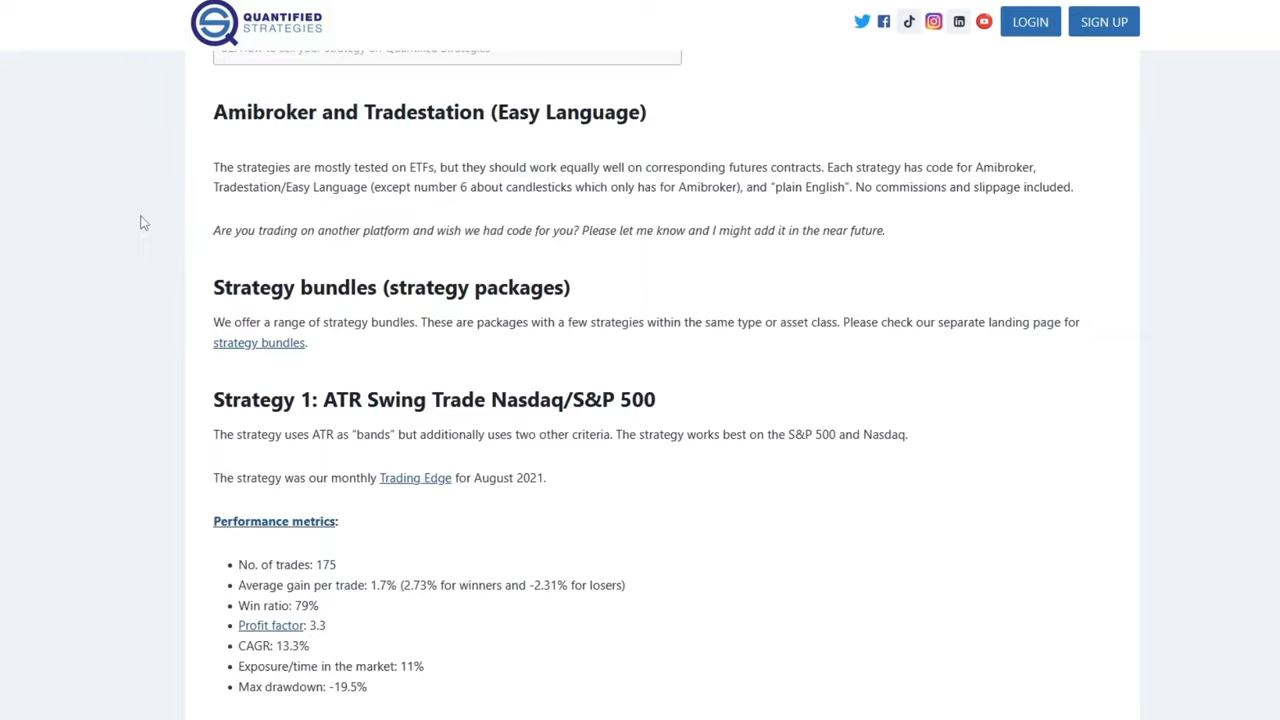 QUANTIFIED
STRATEGIES
LOGIN
SIGN UP
Amibroker and Tradestation (Easy Language)
The strategies are mostly tested on ETFs, but they should work equally well on corresponding futures contracts. Each strategy has code for Amibroker,
Tradestation/Easy Language (except number 6 about candlesticks which only has for Amibroker), and “plain English”. No commissions and slippage included.
Are you trading on another platform and wish we had code for you? Please let me know and I might add it in the near future.
Strategy bundles (strategy packages)
We offer a range of strategy bundles. These are packages with a few strategies within the same type or asset class. Please check our separate landing page for
strategy bundles.
Strategy 1: ATR Swing Trade Nasdaq/S&P 500
The strategy uses ATR as “bands” but additionally uses two other criteria. The strategy works best on the S&P 500 and Nasdaq.
The strategy was our monthly Trading Edge for August 2021.
Performance metrics:
• No. of trades: 175
• Average gain per trade: 1.7% (2.73% for winners and -2.31% for losers)
• Win ratio: 79%
• Profit factor: 3.3
• CAGR: 13.3%
• Exposure/time in the market: 11%
• Max drawdown: -19.5%